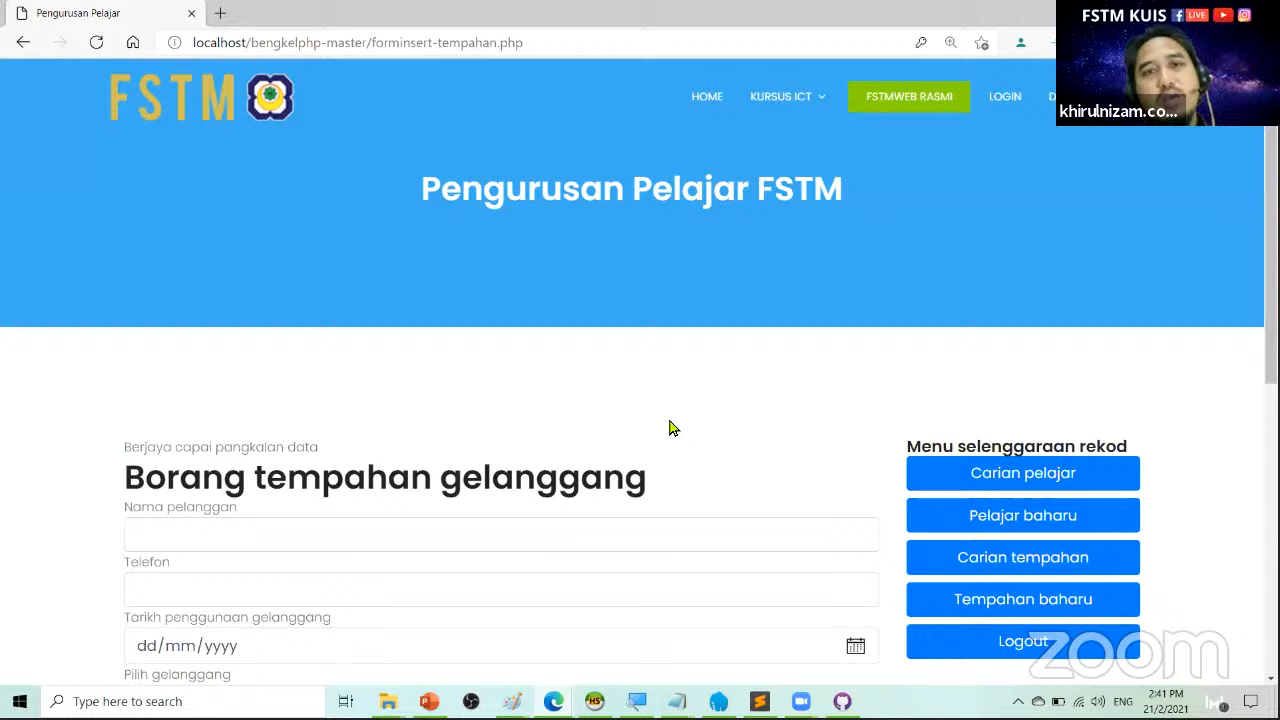 Pengurusan Pelajar
localhost/bengkelphp-master/forminsert-tempahan.php
FSTM KUIS LIVE
khirulnizam.co...
FSTM
HOME
KURSUS ICT
FSTMWEB RASMI
LOGIN
D
Pengurusan Pelajar FSTM
Berjaya capai pangkalan data
Borang tempahan gelanggang
Nama pelanggan
Telefon
Tarikh penggunaan gelanggang
dd/mm/yyyy
Pilih gelanggang
Menu selenggaraan rekod
Carian pelajar
Pelajar baharu
Carian tempahan
Tempahan baharu
Logout
zoom
Type here to search
HS
ENG
2:41 PM
21/2/2021
1